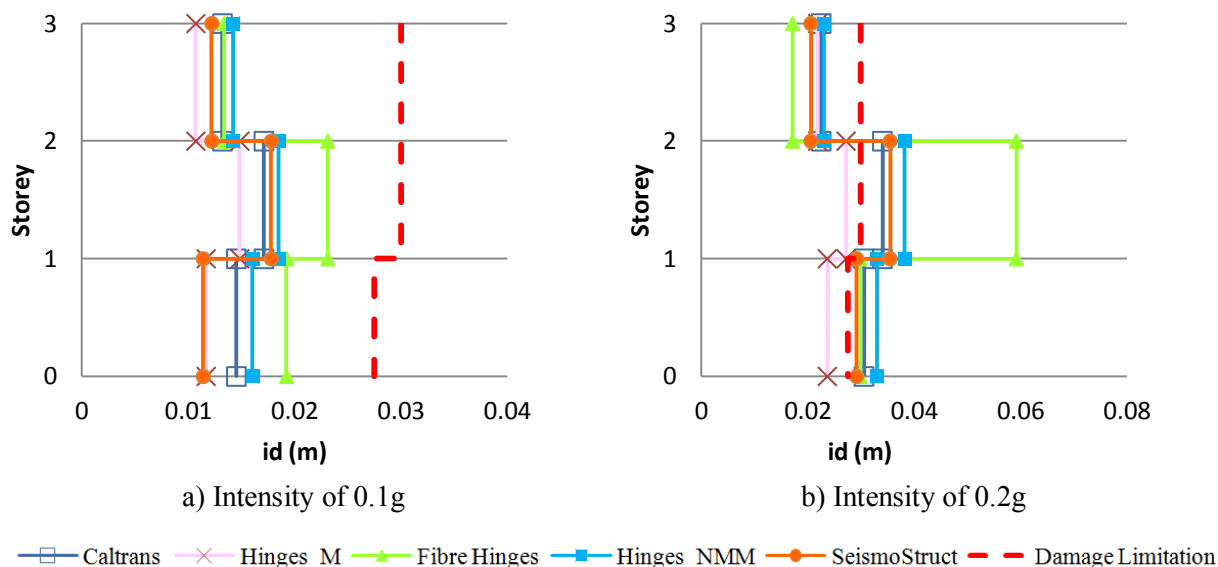 3
2
1
0
Storey
0
0.01
0.02
0.03
0.04
id (m)
a) Intensity of 0.1g
3
2
1
0
Storey
0
0.02
0.04
0.06
0.08
id (m)
b) Intensity of 0.2g
Caltrans
Hinges M
Fibre Hinges
Hinges NMM
SeismoStruct
Damage Limitation